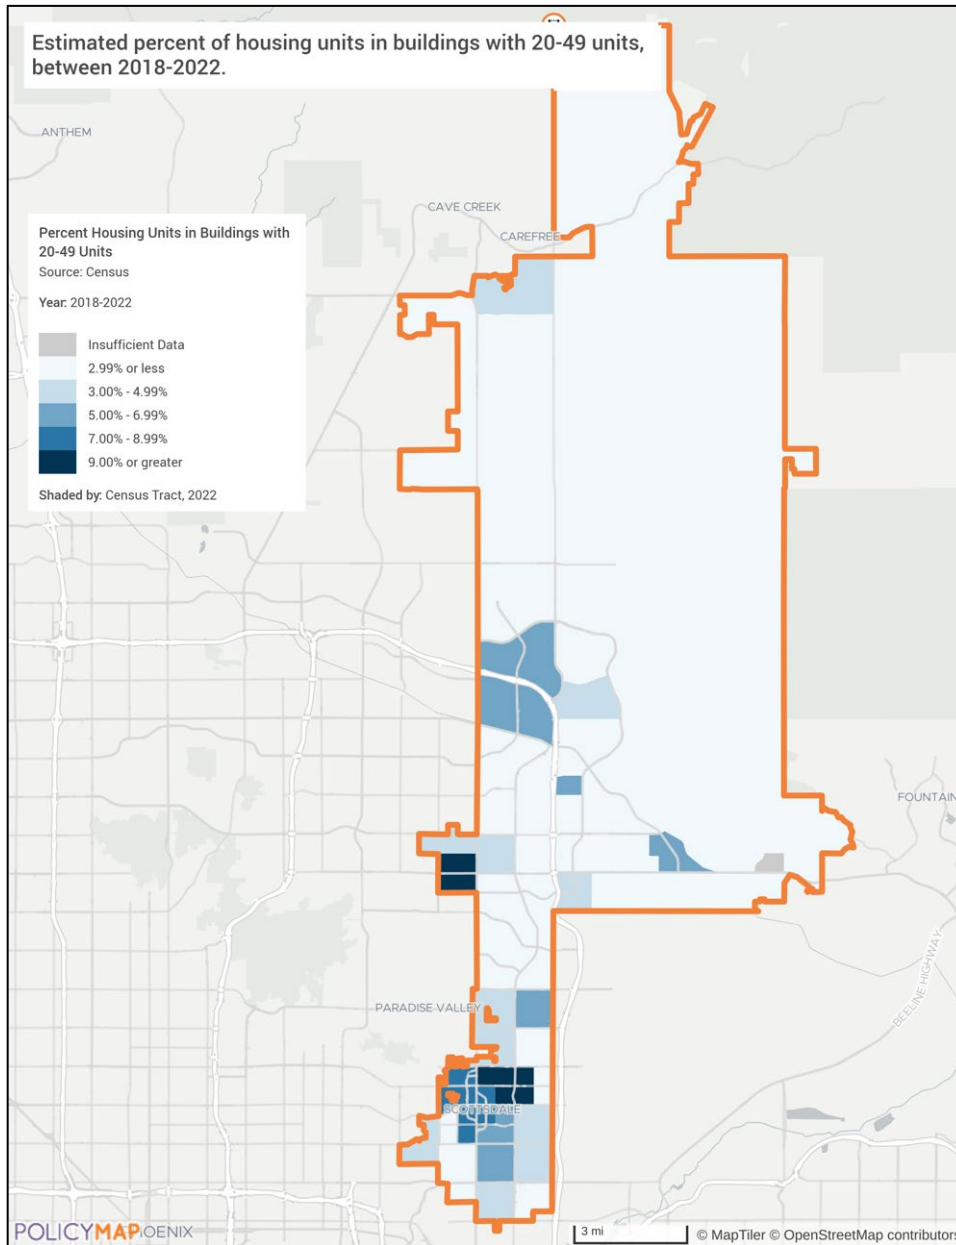 Estimated percent of housing units in buildings with 20-49 units,
between 2018-2022.
ANTHEM
CAVE CREEK
CAREFREE
Percent Housing Units in Buildings with
20-49 Units
Source: Census
Year: 2018-2022
Insufficient Data
2.99% or less
3.00% - 4.99%
5.00% - 6.99%
7.00% - 8.99%
9.00% or greater
Shaded by: Census Tract, 2022
FOUNTAIN
PARADISE VALLEY
BEELINE HIGHWAY
SCOTTSDALE
POLICYMAP OENIX
3 mi
© MapTiler © OpenStreetMap contributors